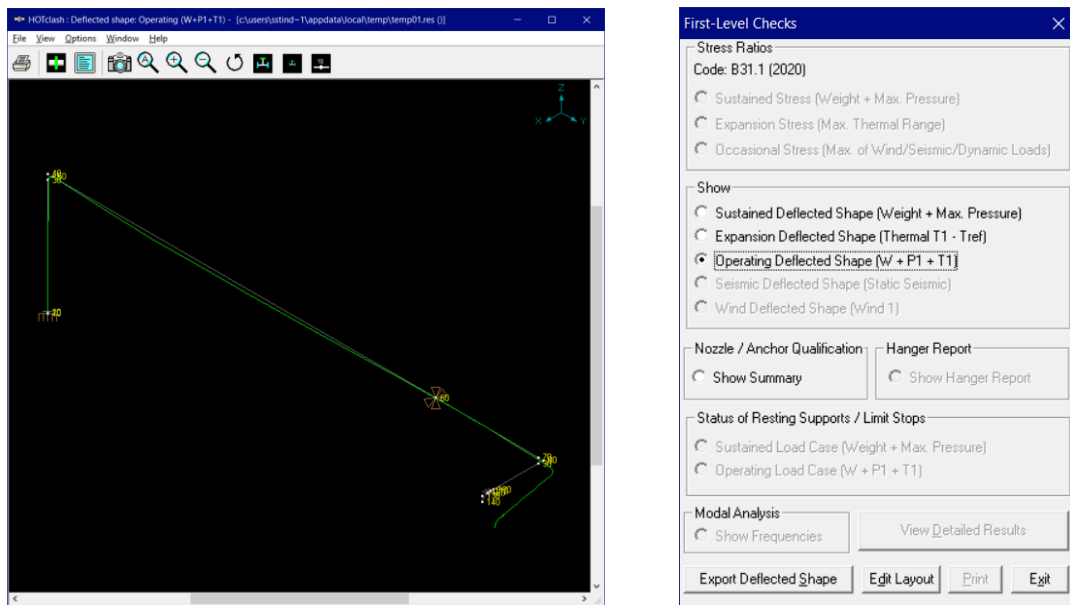 HOTclash : Deflected shape: Operating (W+P1+T1) - [c:\users\sstind~1\appdata\local\temp\temp01.res ()]
File View Options Window Help
Z
X Y
40
30
10
60
70
140
First-Level Checks
Stress Ratios
Code: B31.1 (2020)
Sustained Stress (Weight + Max. Pressure)
Expansion Stress (Max. Thermal Range)
Occasional Stress (Max. of Wind/Seismic/Dynamic Loads)
Show
Sustained Deflected Shape (Weight + Max. Pressure)
Expansion Deflected Shape (Thermal T1 - Tref)
Operating Deflected Shape (W + P1 + T1)
Seismic Deflected Shape (Static Seismic)
Wind Deflected Shape (Wind 1)
Nozzle / Anchor Qualification
Show Summary
Hanger Report
Show Hanger Report
Status of Resting Supports / Limit Stops
Sustained Load Case (Weight + Max. Pressure)
Operating Load Case (W + P1 + T1)
Modal Analysis
Show Frequencies
View Detailed Results
Export Deflected Shape
Edit Layout
Print
Exit